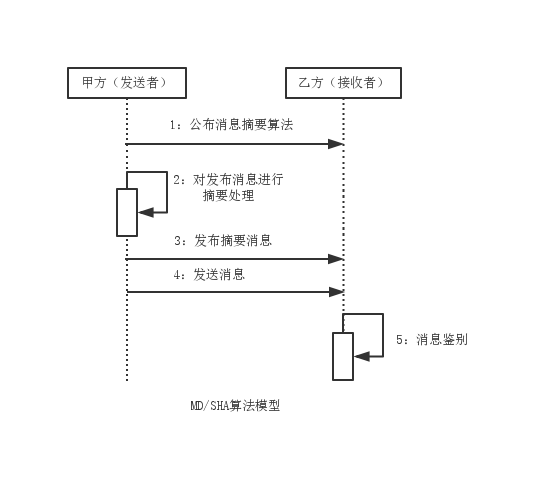 甲方（发送者）
乙方（接收者）
1：公布消息摘要算法
2：对发布消息进行
摘要处理
3：发布摘要消息
4：发送消息
5：消息鉴别
MD/SHA算法模型